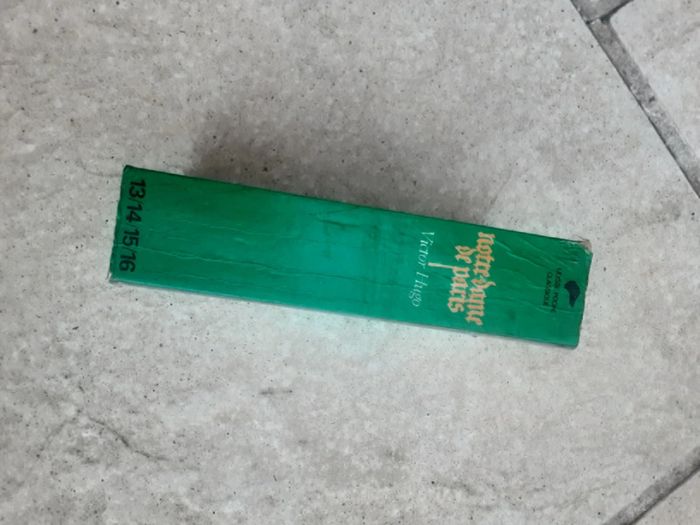 notre-dame
de paris
Victor Hugo
13/14 15/16